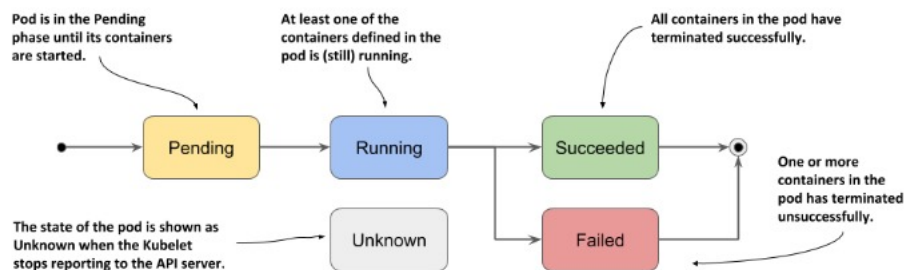 Pod is in the Pending
phase until its containers
are started.
At least one of the
containers defined in the
pod is (still) running.
All containers in the pod have
terminated successfully.
Pending
Running
Succeeded
One or more
containers in the
pod has terminated
unsuccessfully.
The state of the pod is shown as
Unknown when the Kubelet
stops reporting to the API server.
Unknown
Failed